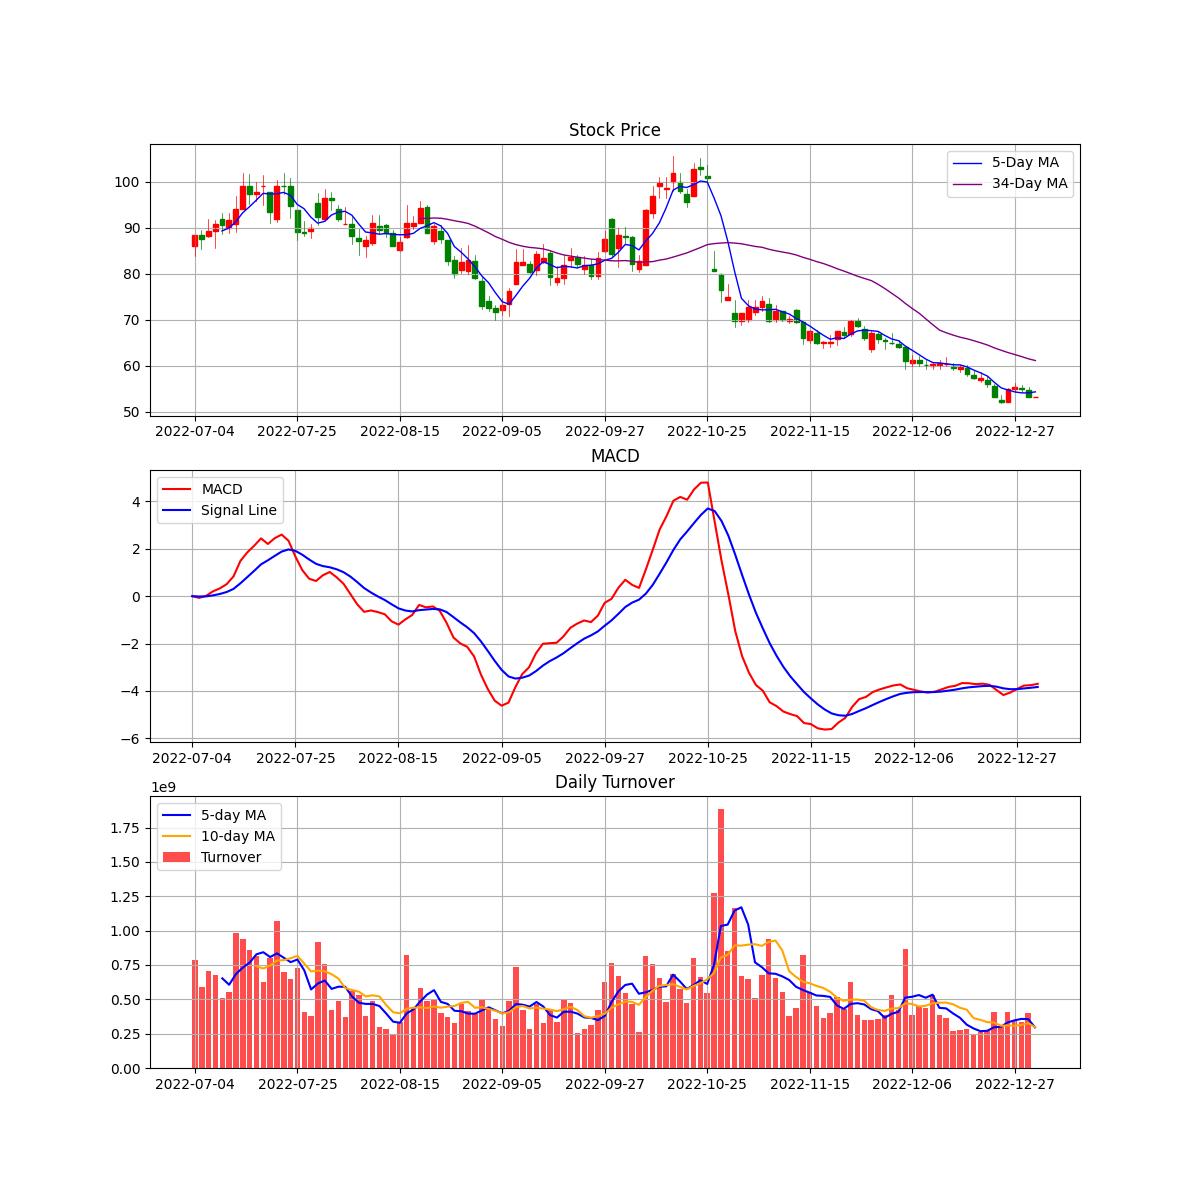 Stock Price
5-Day MA
34-Day MA
100
90
80
70
60
50
2022-07-04 2022-07-25 2022-08-15 2022-09-05 2022-09-27 2022-10-25 2022-11-15 2022-12-06 2022-12-27
MACD
MACD
Signal Line
4
2
0
−2
−4
−6
2022-07-04 2022-07-25 2022-08-15 2022-09-05 2022-09-27 2022-10-25 2022-11-15 2022-12-06 2022-12-27
Daily Turnover
1e9
5-day MA
10-day MA
Turnover
1.75
1.50
1.25
1.00
0.75
0.50
0.25
0.00
2022-07-04 2022-07-25 2022-08-15 2022-09-05 2022-09-27 2022-10-25 2022-11-15 2022-12-06 2022-12-27